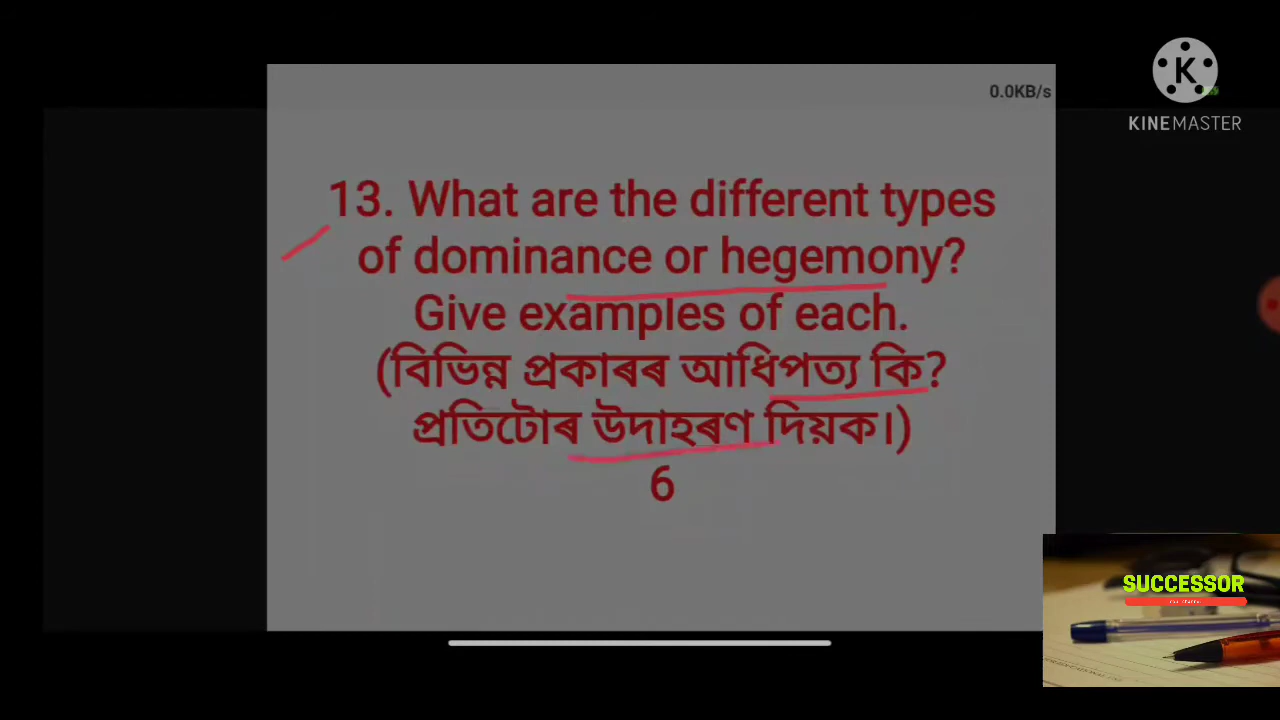 0.0KB/s
KINEMASTER
13. What are the different types
of dominance or hegemony?
Give examples of each.
(বিভিন্ন প্ৰকাৰৰ আধিপত্য কি?
প্ৰতিটোৰ উদাহৰণ দিয়ক।)
6
SUCCESSOR